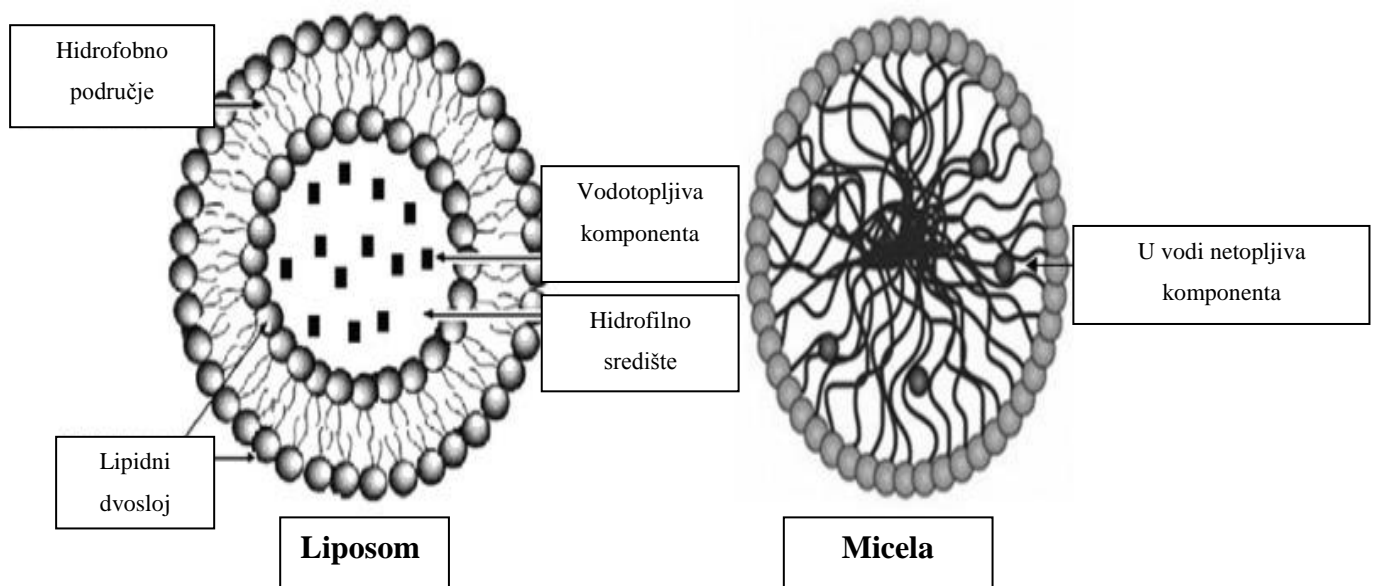 Hidrofobno
područje
Vodotopljiva
komponenta
U vodi netopljiva
komponenta
Hidrofilno
središte
Lipidni
dvosloj
Liposom
Micela